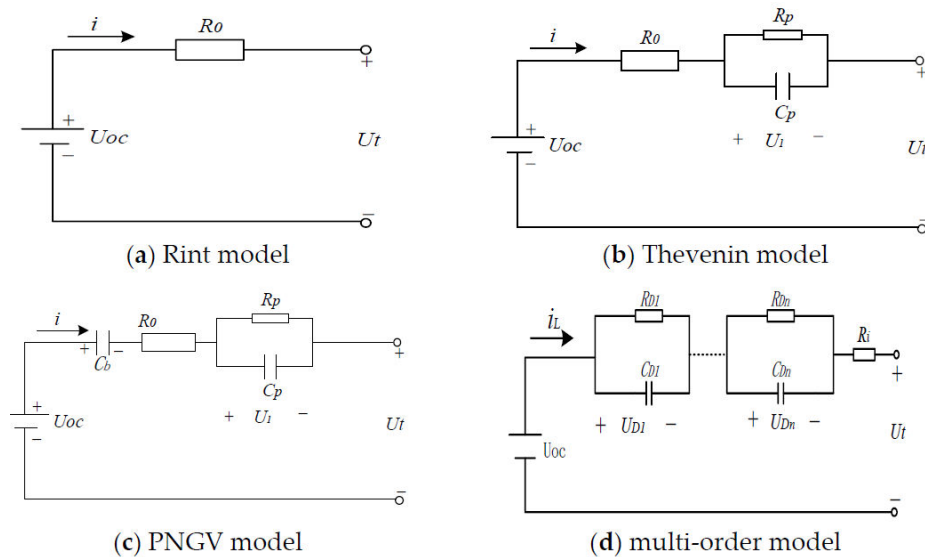 i
Ro
+
+
Uoc
−
Ut
−
(a) Rint model
i
Ro
Rp
Cp
+ U1 −
+
+
Uoc
−
Ut
−
(b) Thevenin model
i
+ Cb −
Ro
Rp
Cp
+ U1 −
+
+
Uoc
−
Ut
−
(c) PNGV model
iL
RD1
CD1
+ UD1 −
RDn
CDn
+ UDn −
Ri
+
Uoc
Ut
−
(d) multi-order model